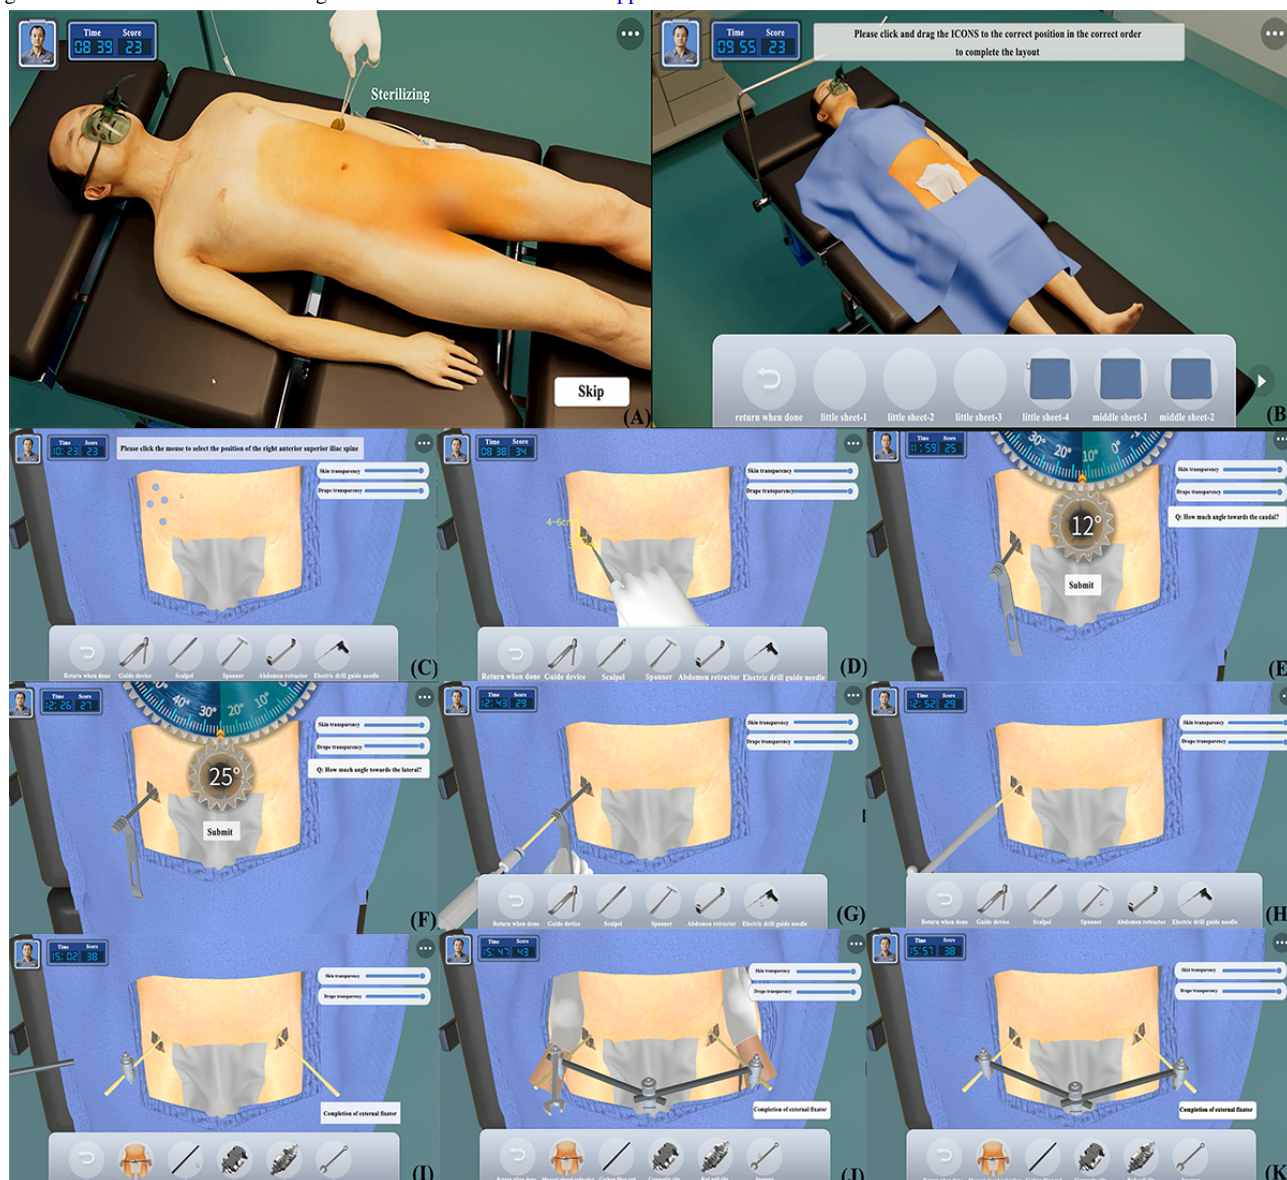 Time Score
08 39 23
Sterilizing
Skip
(A)
Time Score
09 55 23
Please click and drag the ICONS to the correct position in the correct order
to complete the layout
return when done little sheet-1 little sheet-2 little sheet-3 little sheet-4 middle sheet-1 middle sheet-2
(B)
Time Score
10:23 23
Please click the mouse to select the position of the right anterior superior iliac spine
Skin transparency
Drape transparency
Return when done Guide device Scalpel Spanner Abdomen retractor Electric drill guide needle
(C)
Time Score
08 38 34
Skin transparency
Drape transparency
4~6cm
Return when done Guide device Scalpel Spanner Abdomen retractor Electric drill guide needle
(D)
Time Score
11:59 25
30° 20° 10° 0°
Skin transparency
Drape transparency
Q: How much angle towards the caudal?
12°
Submit
(E)
Time Score
12:26 27
50° 40° 30° 20° 10° 0°
Skin transparency
Drape transparency
Q: How much angle towards the lateral?
25°
Submit
(F)
Time Score
12:43 29
Skin transparency
Drape transparency
Return when done Guide device Scalpel Spanner Abdomen retractor Electric drill guide needle
(G)
Time Score
12:52 29
Skin transparency
Drape transparency
Return when done Guide device Scalpel Spanner Abdomen retractor Electric drill guide needle
(H)
Time Score
15:02 38
Skin transparency
Drape transparency
Completion of external fixator
(I)
Time Score
15:47 43
Skin transparency
Drape transparency
Completion of external fixator
(J)
Time Score
15:57 38
Skin transparency
Drape transparency
Completion of external fixator
(K)